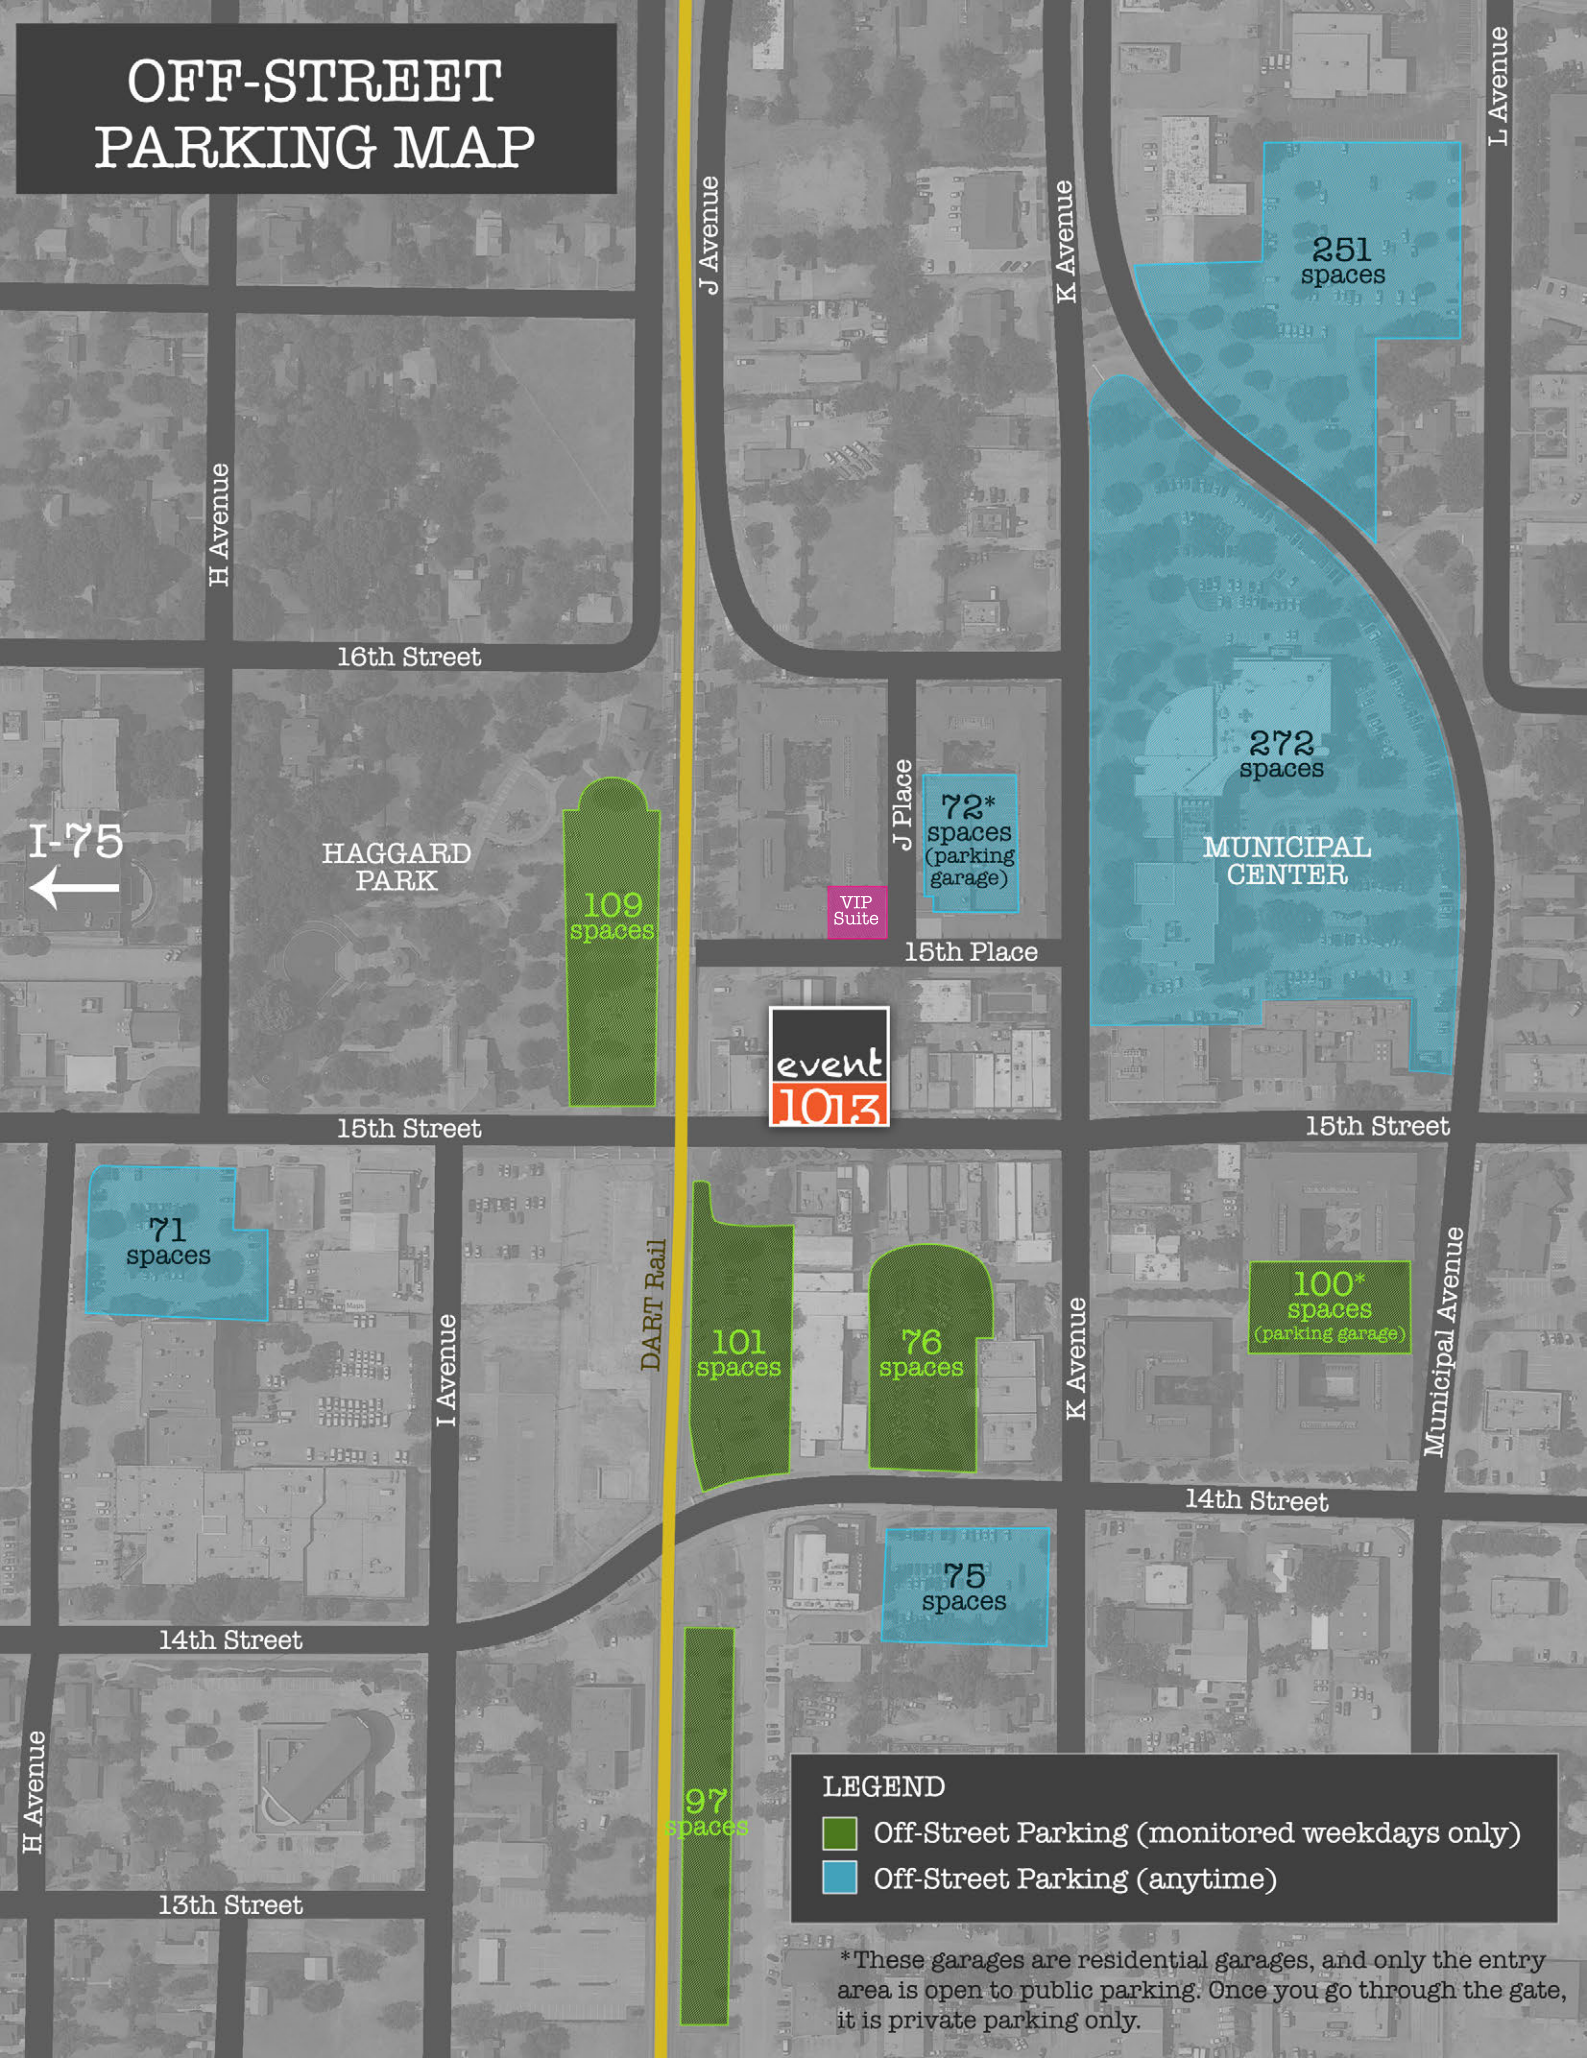 OFF-STREET
PARKING MAP
L Avenue
J Avenue
K Avenue
251
spaces
H Avenue
16th Street
272
spaces
J Place
72*
spaces
(parking
garage)
I-75
HAGGARD
PARK
MUNICIPAL
CENTER
109
spaces
VIP
Suite
15th Place
event
1013
15th Street
15th Street
71
spaces
DART Rail
I Avenue
101
spaces
76
spaces
K Avenue
100*
spaces
(parking garage)
Municipal Avenue
14th Street
75
spaces
14th Street
H Avenue
97
spaces
13th Street
LEGEND
Off-Street Parking (monitored weekdays only)
Off-Street Parking (anytime)
*These garages are residential garages, and only the entry
area is open to public parking. Once you go through the gate,
it is private parking only.